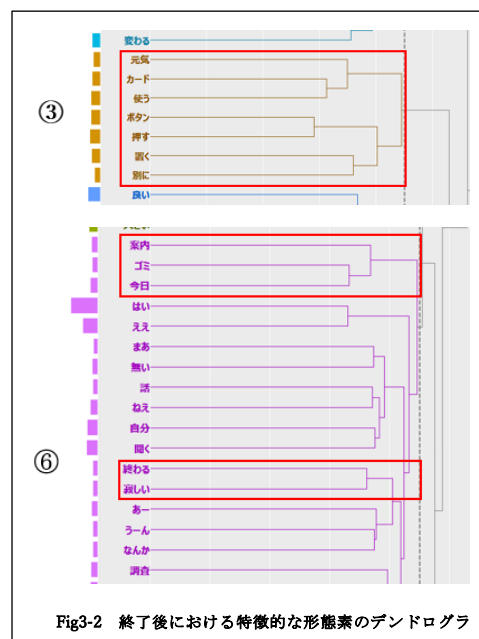 変わる
③
元気
カード
使う
ボタン
押す
置く
別に
良い
案内
ゴミ
今日
はい
ええ
まあ
無い
話
ねえ
自分
聞く
⑥
終わる
寂しい
あー
うーん
なんか
調査
Fig3-2 終了後における特徴的な形態素のデンドログラ